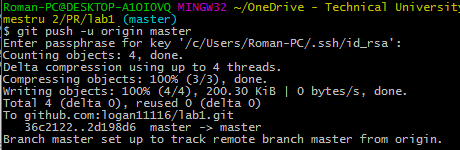 Roman-PC@DESKTOP-A1OIOVQ MINGW32 ~/OneDrive - Technical Universit
mestru 2/PR/lab1 (master)
$ git push -u origin master
Enter passphrase for key '/c/Users/Roman-PC/.ssh/id_rsa':
Counting objects: 4, done.
Delta compression using up to 4 threads.
Compressing objects: 100% (3/3), done.
Writing objects: 100% (4/4), 200.30 KiB | 0 bytes/s, done.
Total 4 (delta 0), reused 0 (delta 0)
To github.com:logan11116/lab1.git
   36c2122..2d198d6  master -> master
Branch master set up to track remote branch master from origin.